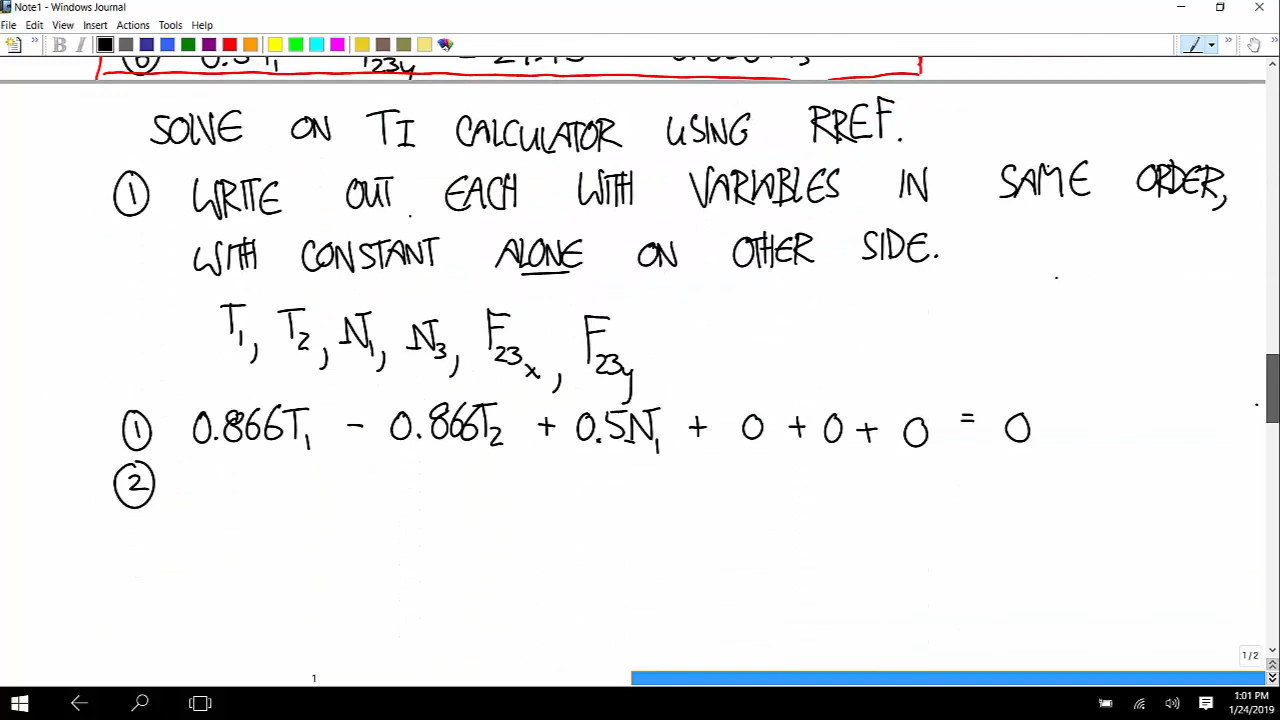 Note1 - Windows Journal
File Edit View Insert Actions Tools Help
SOLVE ON TI CALCULATOR USING RREF.
① WRITE OUT EACH WITH VARIABLES IN SAME ORDER,
WITH CONSTANT ALONE ON OTHER SIDE.
T₁, T₂, N₁, N₃, F₂₃ₓ, F₂₃y
① 0.866T₁ - 0.866T₂ + 0.5N₁ + 0 + 0 + 0 = 0
②
1/2
1
1:01 PM
1/24/2019